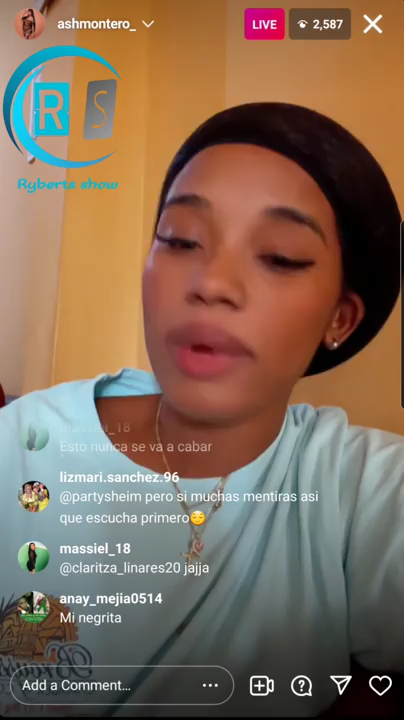 ashmontero_
LIVE
2,587
R S
Ryberts show
massiel_18
Esto nunca se va a cabar
lizmari.sanchez.96
@partysheim pero si muchas mentiras asi
que escucha primero😏
massiel_18
@claritza_linares20 jajja
anay_mejia0514
Mi negrita
Add a Comment...